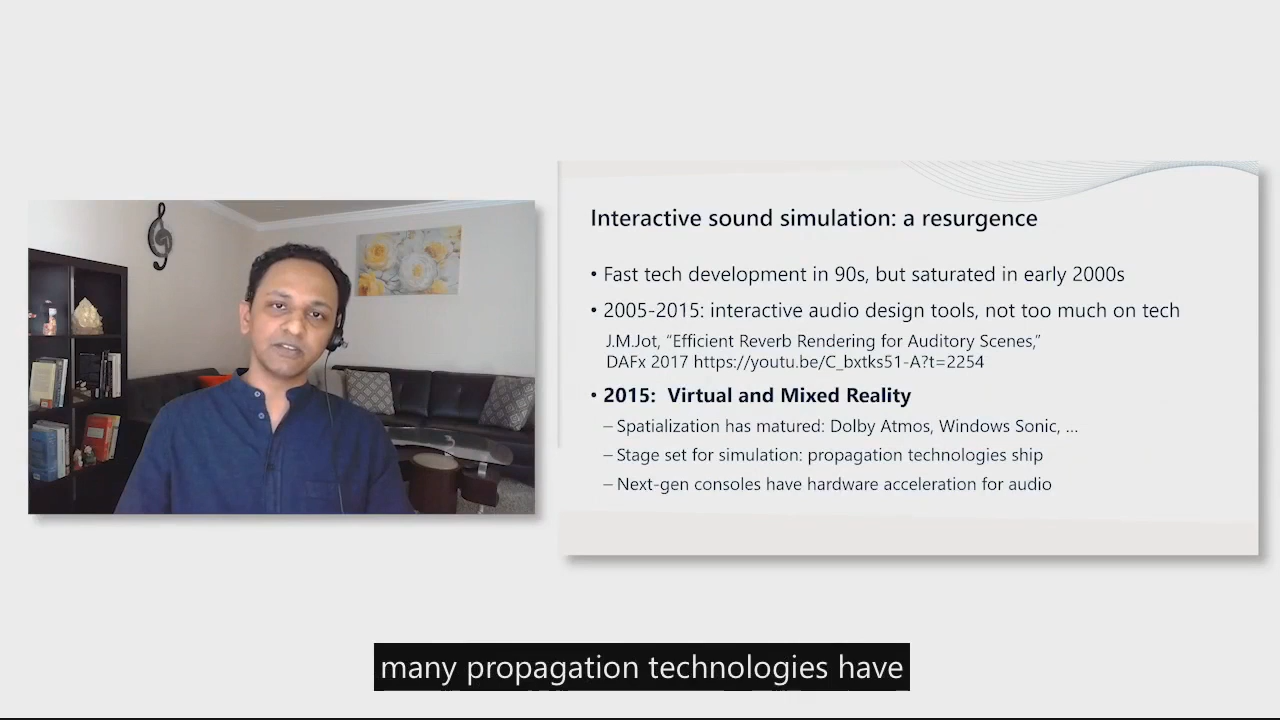 Interactive sound simulation: a resurgence
• Fast tech development in 90s, but saturated in early 2000s
• 2005-2015: interactive audio design tools, not too much on tech
J.M.Jot, “Efficient Reverb Rendering for Auditory Scenes,”
DAFx 2017 https://youtu.be/C_bxtks51-A?t=2254
• 2015: Virtual and Mixed Reality
– Spatialization has matured: Dolby Atmos, Windows Sonic, ...
– Stage set for simulation: propagation technologies ship
– Next-gen consoles have hardware acceleration for audio
many propagation technologies have